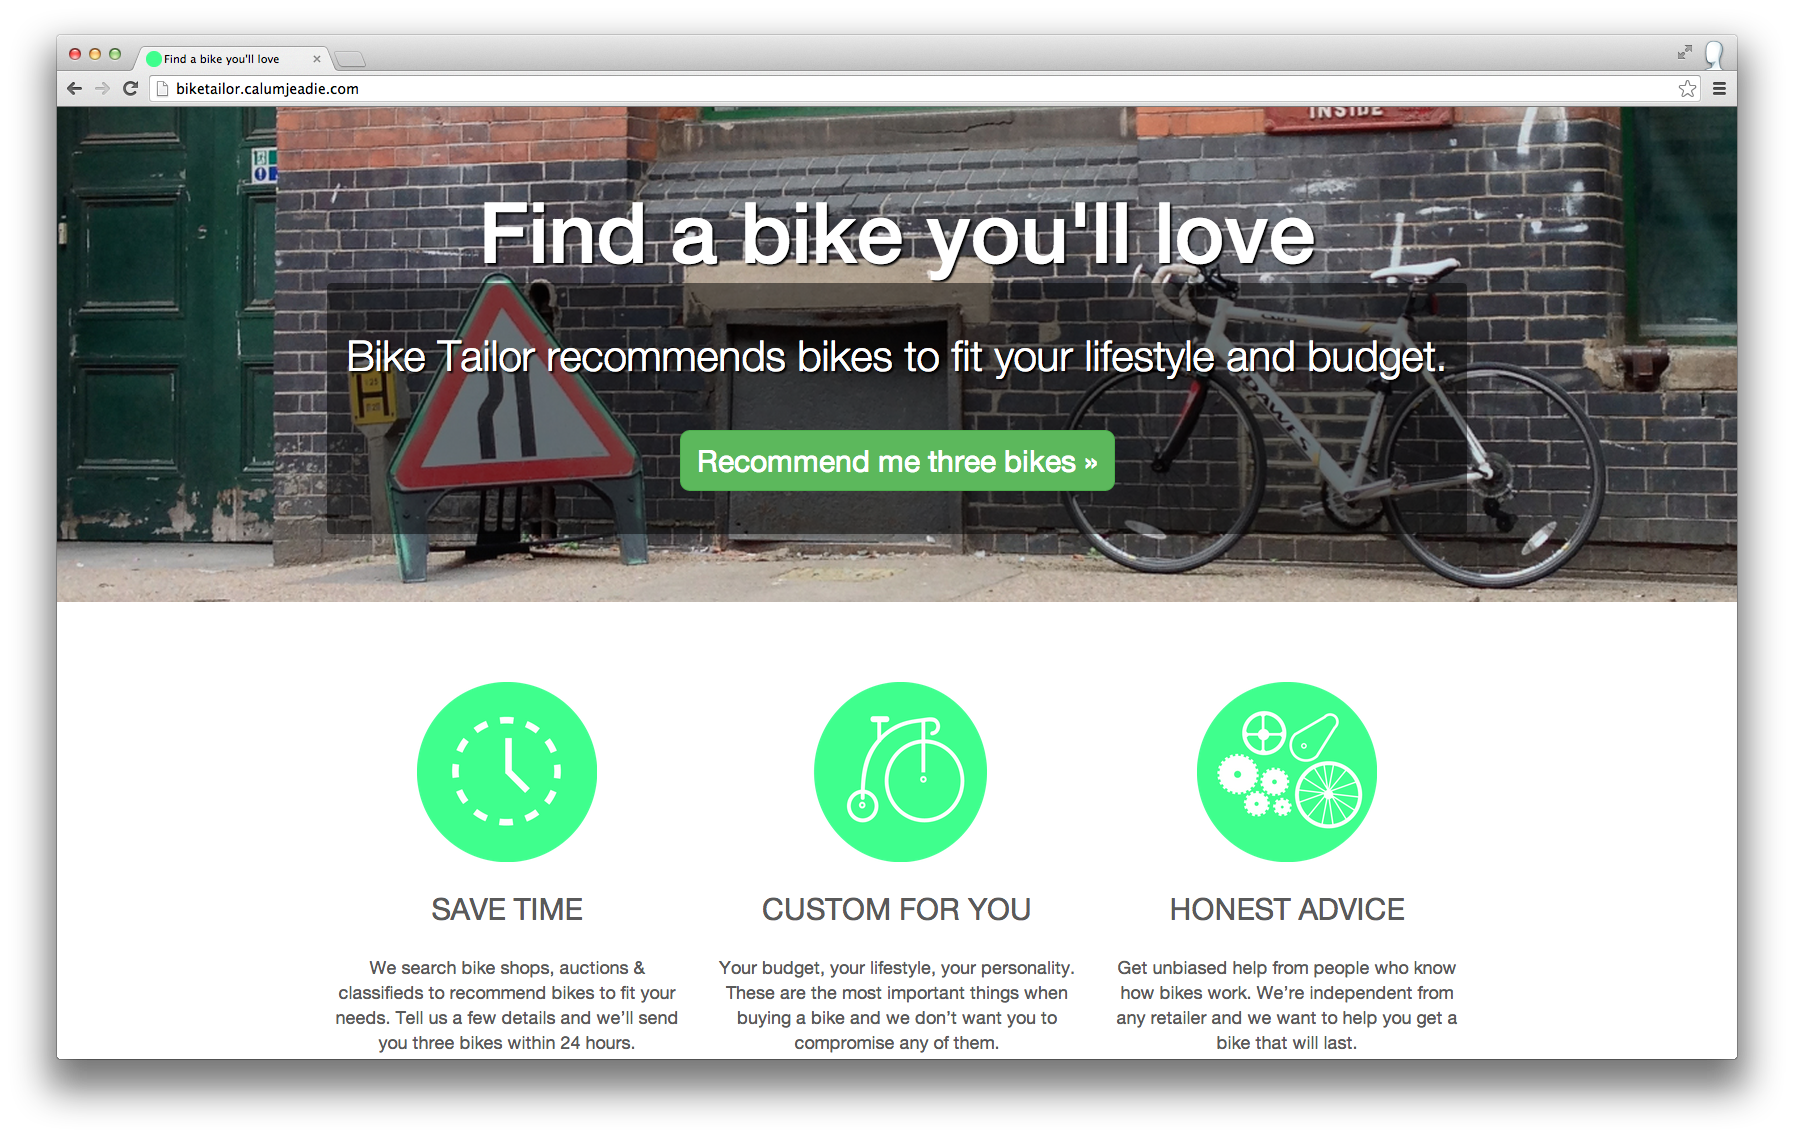 Find a bike you'll love
biketailor.calumjeadie.com
INSIDE
Find a bike you'll love
Bike Tailor recommends bikes to fit your lifestyle and budget.
H
DAWES
Recommend me three bikes »
SAVE TIME
We search bike shops, auctions &
classifieds to recommend bikes to fit your
needs. Tell us a few details and we’ll send
you three bikes within 24 hours.
CUSTOM FOR YOU
Your budget, your lifestyle, your personality.
These are the most important things when
buying a bike and we don’t want you to
compromise any of them.
HONEST ADVICE
Get unbiased help from people who know
how bikes work. We’re independent from
any retailer and we want to help you get a
bike that will last.